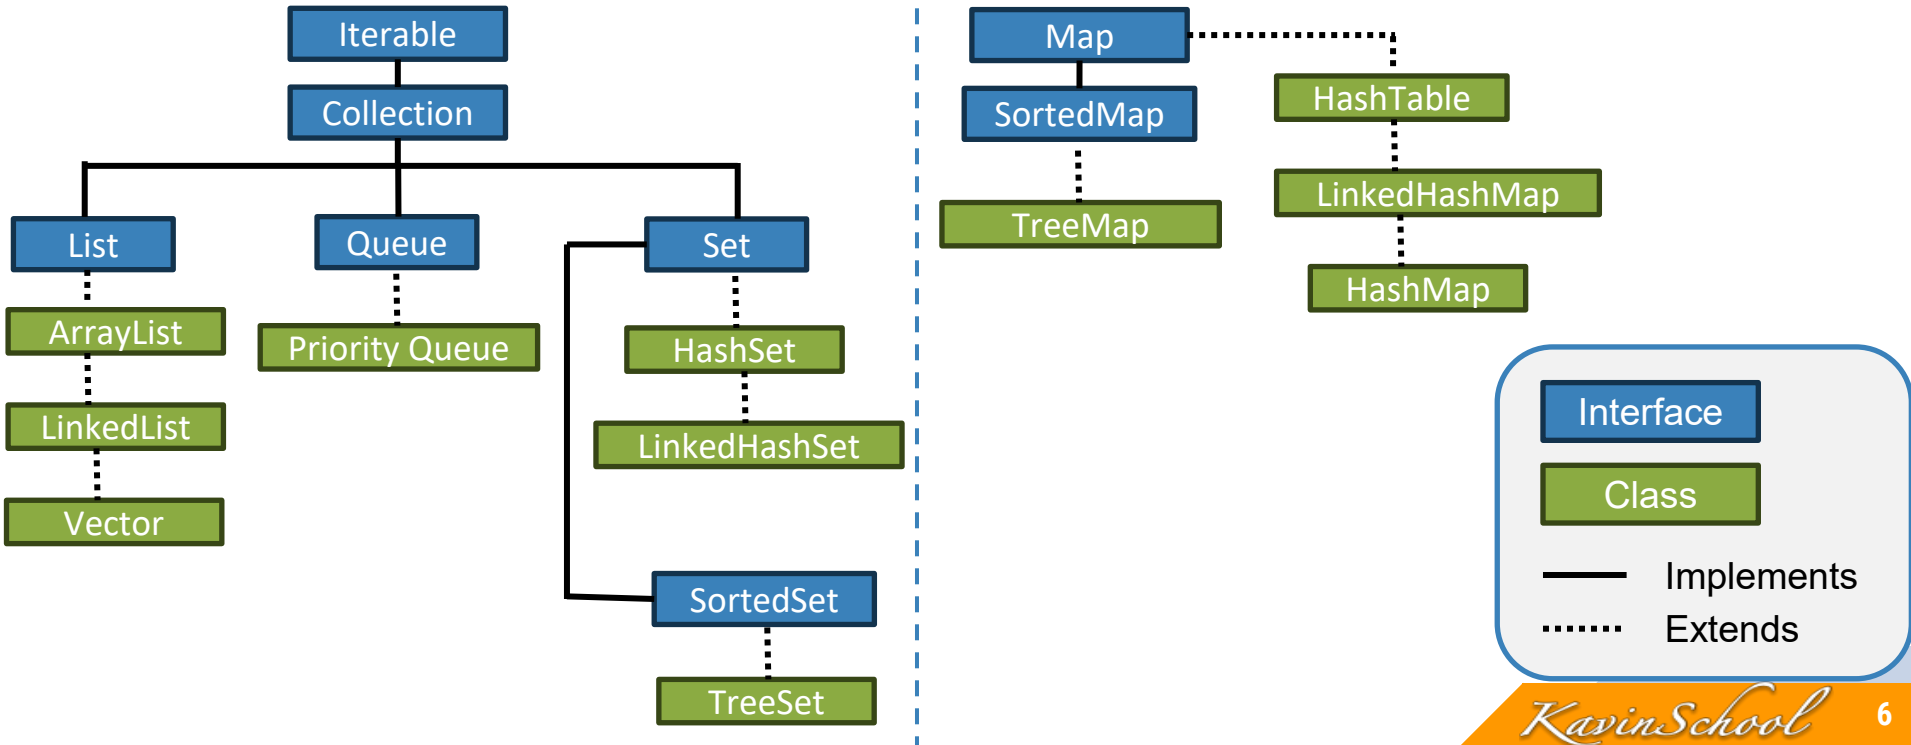 Iterable
Collection
List
Queue
Set
ArrayList
Priority Queue
HashSet
LinkedList
LinkedHashSet
Vector
SortedSet
TreeSet
Map
HashTable
SortedMap
LinkedHashMap
TreeMap
HashMap
Interface
Class
Implements
Extends
KavinSchool
6